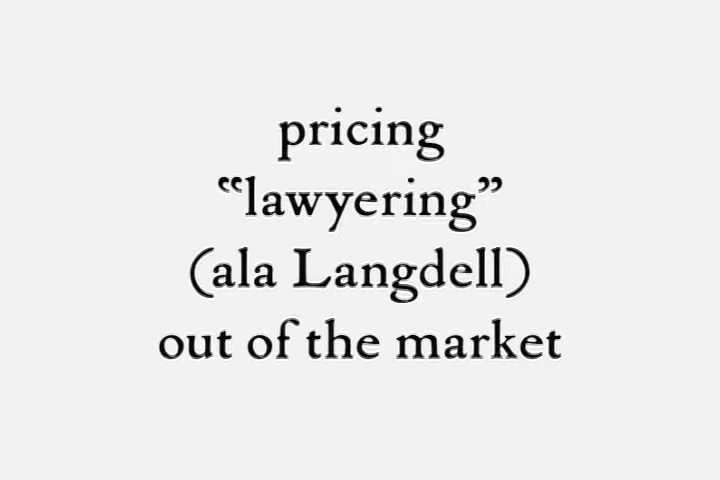 pricing
“lawyering”
(ala Langdell)
out of the market